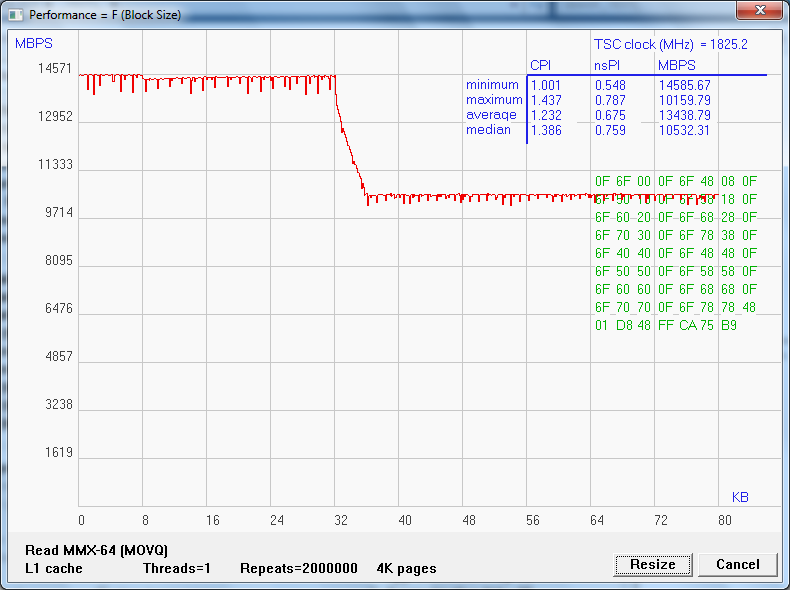 Performance = F (Block Size)
MBPS
TSC clock (MHz) = 1825.2
CPI nsPI MBPS
minimum 1.001 0.548 14585.67
maximum 1.437 0.787 10159.79
average 1.232 0.675 13438.79
median 1.386 0.759 10532.31
14571
12952
11333
9714
8095
6476
4857
3238
1619
0F 6F 00 0F 6F 48 08 0F
18 0F
6F 60 20 0F 6F 68 28 0F
6F 70 30 0F 6F 78 38 0F
6F 40 40 0F 6F 48 48 0F
6F 50 50 0F 6F 58 58 0F
6F 60 60 0F 6F 68 68 0F
6F 70 70 0F 6F 78 78 48
01 D8 48 FF CA 75 B9
KB
0 8 16 24 32 40 48 56 64 72 80
Read MMX-64 (MOVQ)
L1 cache Threads=1 Repeats=2000000 4K pages
Resize Cancel